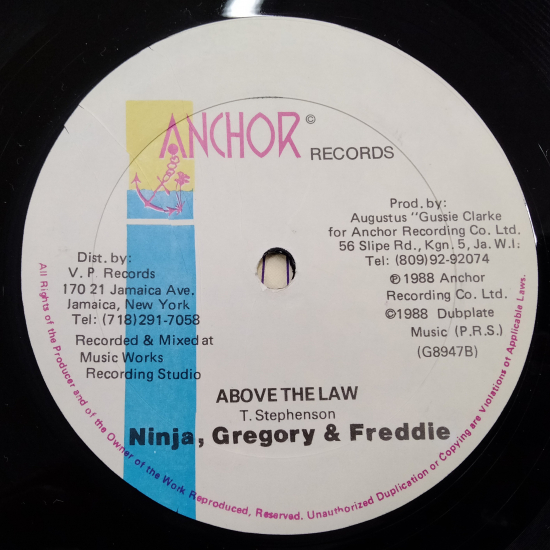 ANCHOR ©
RECORDS
Prod. by:
Augustus "Gussie Clarke
for Anchor Recording Co. Ltd.
56 Slipe Rd., Kgn. 5, Ja. W.I:
Tel: (809)92-92074
℗1988 Anchor
Recording Co. Ltd.
©1988 Dubplate
Music (P.R.S.)
(G8947B)
Dist. by:
V. P. Records
170 21 Jamaica Ave.
Jamaica, New York
Tel: (718)291-7058
Recorded & Mixed at
Music Works
Recording Studio
ABOVE THE LAW
T. Stephenson
Ninja, Gregory & Freddie
All Rights of the Producer and of the Owner of the Work Reproduced, Reserved. Unauthorized Duplication or Copying are Violations of Applicable Laws.